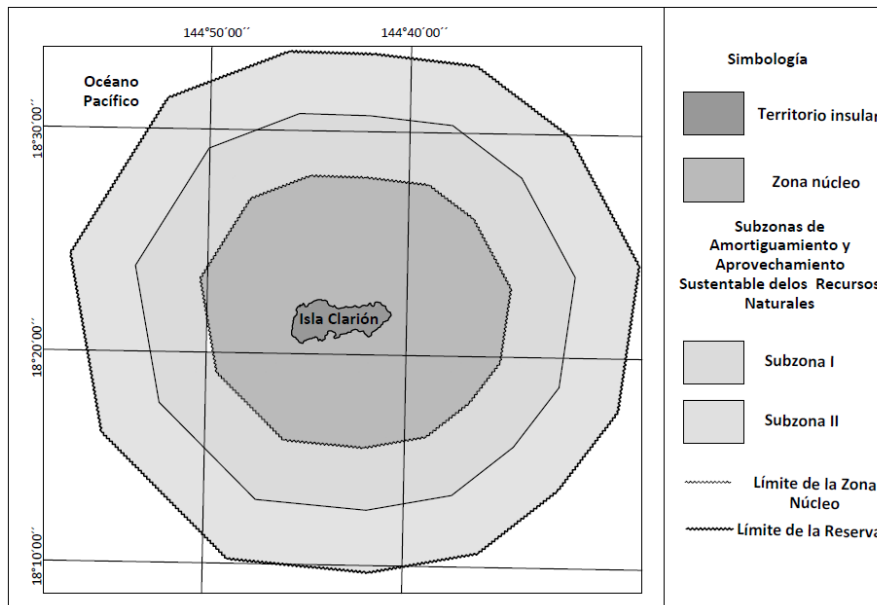 144°50´00´´
144°40´00´´
Océano
Pacífico
18°30´00´´
Isla Clarión
18°20´00´´
18°10´00´´
Simbología
Territorio insular
Zona núcleo
Subzonas de
Amortiguamiento y
Aprovechamiento
Sustentable delos Recursos
Naturales
Subzona I
Subzona II
Límite de la Zona
Núcleo
Límite de la Reserva